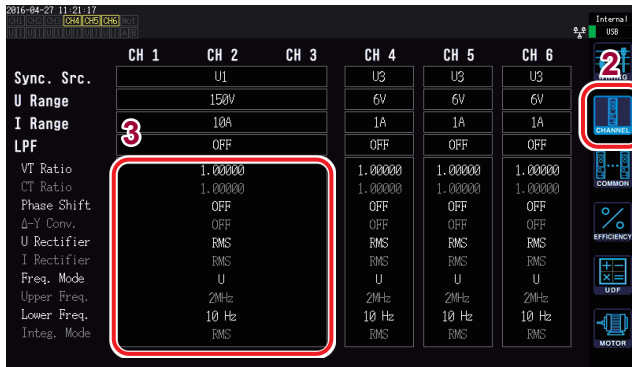 2016-04-27 11:21:17
CH1 CH2 CH3 CH4 CH5 CH6 Mot
U I U I U I U I U I U I A B
Internal
USB
CH 1 CH 2 CH 3 CH 4 CH 5 CH 6
Sync. Src. U1 U3 U3 U3
U Range 150V 6V 6V 6V
I Range 10A 1A 1A 1A
LPF OFF OFF OFF OFF
VT Ratio 1.00000 1.00000 1.00000 1.00000
CT Ratio 1.00000 1.00000 1.00000 1.00000
Phase Shift OFF OFF OFF OFF
Δ-Y Conv. OFF OFF OFF OFF
U Rectifier RMS RMS RMS RMS
I Rectifier RMS RMS RMS RMS
Freq. Mode U U U U
Upper Freq. 2MHz 2MHz 2MHz 2MHz
Lower Freq. 10 Hz 10 Hz 10 Hz 10 Hz
Integ. Mode RMS RMS RMS RMS
2
3
CHANNEL
COMMON
EFFICIENCY
UDF
MOTOR